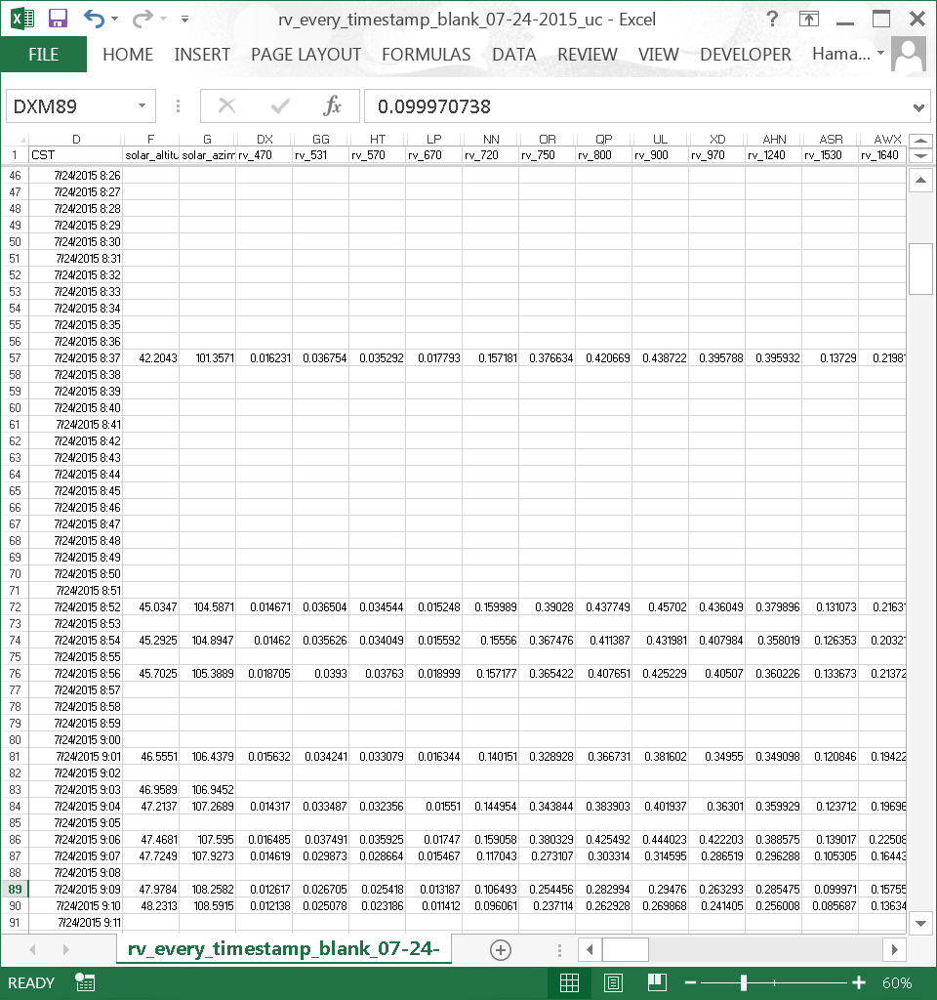 rv_every_timestamp_blank_07-24-2015_uc - Excel
FILE HOME INSERT PAGE LAYOUT FORMULAS DATA REVIEW VIEW DEVELOPER Hama...
DXM89 fx 0.099970738
D F G DX GG HT LP NN OR QP UL XD AHN ASR AWX
1 CST solar_altitu solar_azim rv_470 rv_531 rv_570 rv_670 rv_720 rv_750 rv_800 rv_900 rv_970 rv_1240 rv_1530 rv_1640
46 7/24/2015 8:26
47 7/24/2015 8:27
48 7/24/2015 8:28
49 7/24/2015 8:29
50 7/24/2015 8:30
51 7/24/2015 8:31
52 7/24/2015 8:32
53 7/24/2015 8:33
54 7/24/2015 8:34
55 7/24/2015 8:35
56 7/24/2015 8:36
57 7/24/2015 8:37 42.2043 101.3571 0.016231 0.036754 0.035292 0.017793 0.157181 0.376634 0.420669 0.438722 0.395788 0.395932 0.13729 0.2198
58 7/24/2015 8:38
59 7/24/2015 8:39
60 7/24/2015 8:40
61 7/24/2015 8:41
62 7/24/2015 8:42
63 7/24/2015 8:43
64 7/24/2015 8:44
65 7/24/2015 8:45
66 7/24/2015 8:46
67 7/24/2015 8:47
68 7/24/2015 8:48
69 7/24/2015 8:49
70 7/24/2015 8:50
71 7/24/2015 8:51
72 7/24/2015 8:52 45.0347 104.5871 0.014671 0.036504 0.034544 0.015248 0.159989 0.39028 0.437749 0.45702 0.436049 0.379896 0.131073 0.2163
73 7/24/2015 8:53
74 7/24/2015 8:54 45.2925 104.8947 0.01462 0.035626 0.034049 0.015592 0.15556 0.367476 0.411387 0.431981 0.407984 0.358019 0.126353 0.2032
75 7/24/2015 8:55
76 7/24/2015 8:56 45.7025 105.3889 0.018705 0.0393 0.03763 0.018999 0.157177 0.365422 0.407651 0.425229 0.40507 0.360226 0.133673 0.21372
77 7/24/2015 8:57
78 7/24/2015 8:58
79 7/24/2015 8:59
80 7/24/2015 9:00
81 7/24/2015 9:01 46.5551 106.4379 0.015632 0.034241 0.033079 0.016344 0.140151 0.328928 0.366731 0.381602 0.34955 0.349098 0.120846 0.19422
82 7/24/2015 9:02
83 7/24/2015 9:03 46.9589 106.9452
84 7/24/2015 9:04 47.2137 107.2689 0.014317 0.033487 0.032356 0.01551 0.144954 0.343844 0.383903 0.401937 0.36301 0.359929 0.123712 0.19696
85 7/24/2015 9:05
86 7/24/2015 9:06 47.4681 107.595 0.016485 0.037491 0.035925 0.01747 0.159058 0.380329 0.425492 0.444023 0.422203 0.388575 0.139017 0.22508
87 7/24/2015 9:07 47.7249 107.9273 0.014619 0.029873 0.028664 0.015467 0.117043 0.273107 0.303314 0.314595 0.286519 0.296288 0.105305 0.16443
88 7/24/2015 9:08
89 7/24/2015 9:09 47.9784 108.2582 0.012617 0.026705 0.025418 0.013187 0.106493 0.254456 0.282994 0.29476 0.263293 0.285475 0.099971 0.15755
90 7/24/2015 9:10 48.2313 108.5915 0.012138 0.025078 0.023186 0.011412 0.096061 0.237114 0.262928 0.269868 0.241405 0.256008 0.085687 0.13634
91 7/24/2015 9:11
rv_every_timestamp_blank_07-24-
READY 60%